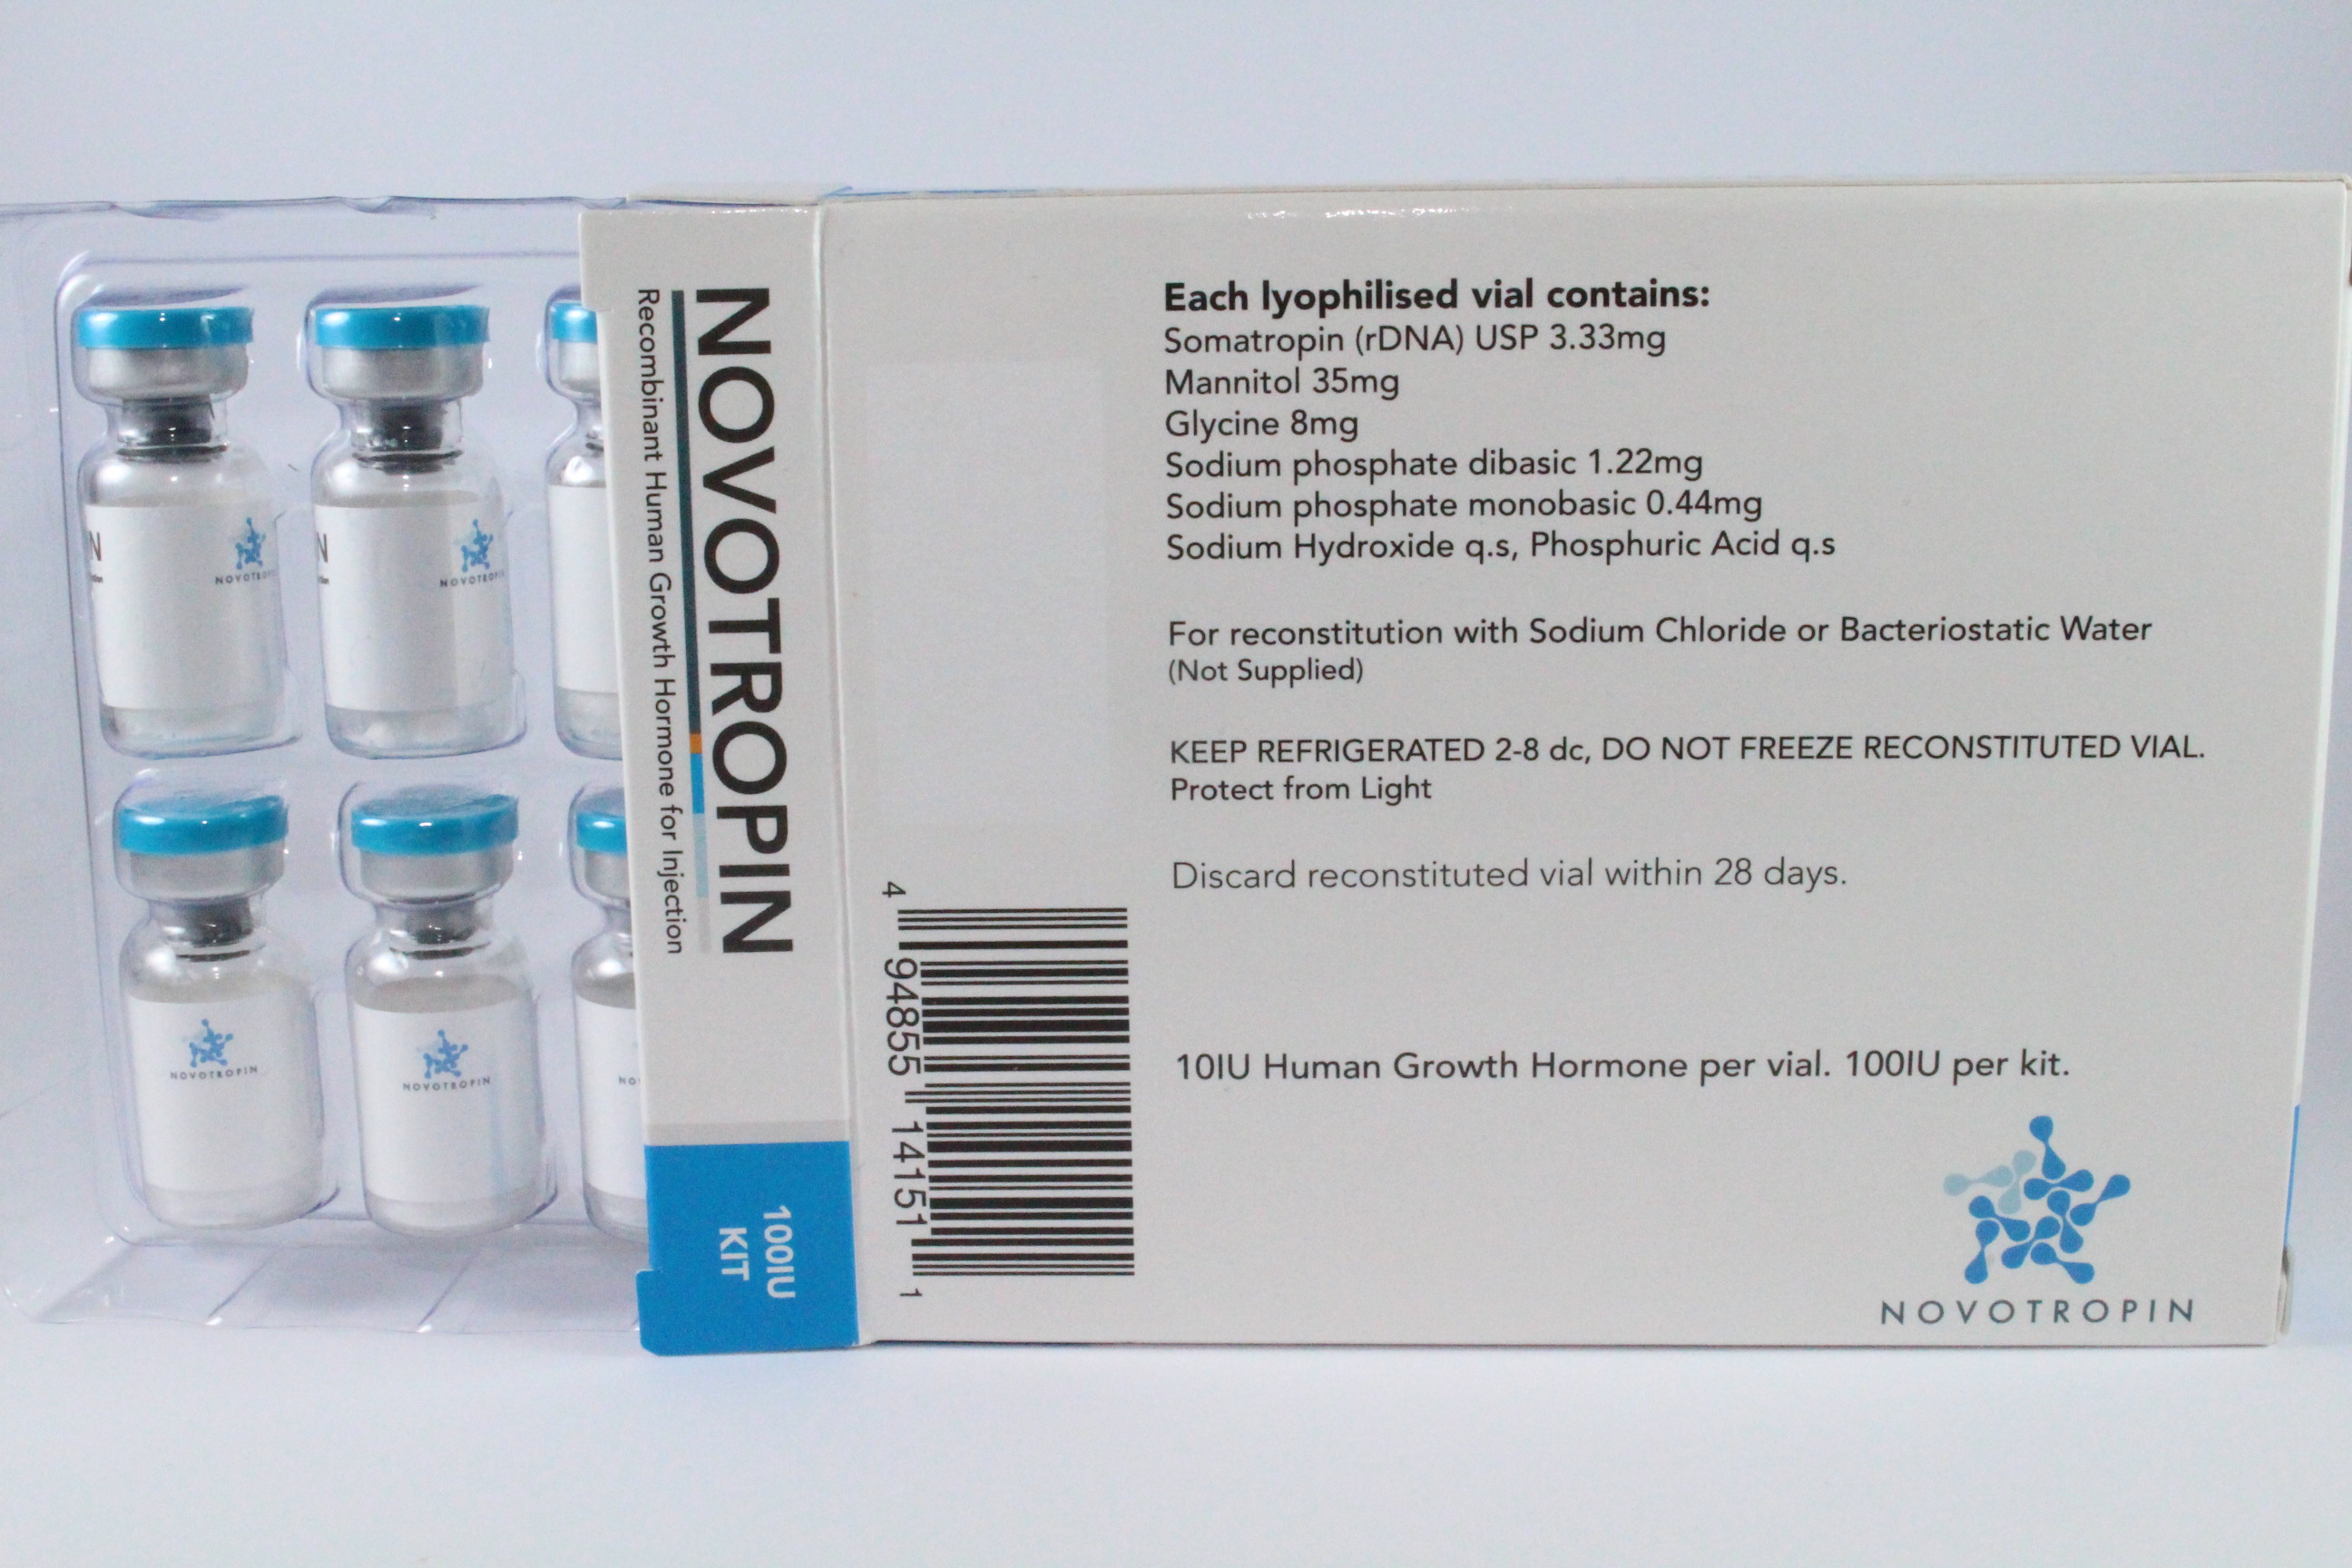 NOVOTROPIN
Recombinant Human Growth Hormone for Injection
100IU
KIT
Each lyophilised vial contains:
Somatropin (rDNA) USP 3.33mg
Mannitol 35mg
Glycine 8mg
Sodium phosphate dibasic 1.22mg
Sodium phosphate monobasic 0.44mg
Sodium Hydroxide q.s, Phosphuric Acid q.s
For reconstitution with Sodium Chloride or Bacteriostatic Water
(Not Supplied)
KEEP REFRIGERATED 2-8 dc, DO NOT FREEZE RECONSTITUTED VIAL.
Protect from Light
Discard reconstituted vial within 28 days.
10IU Human Growth Hormone per vial. 100IU per kit.
4 94855 14151 1
NOVOTROPIN
N
NOVOTROP
N
NOVOTROP
NOVOTROPIN
NOVOTROPIN
NO